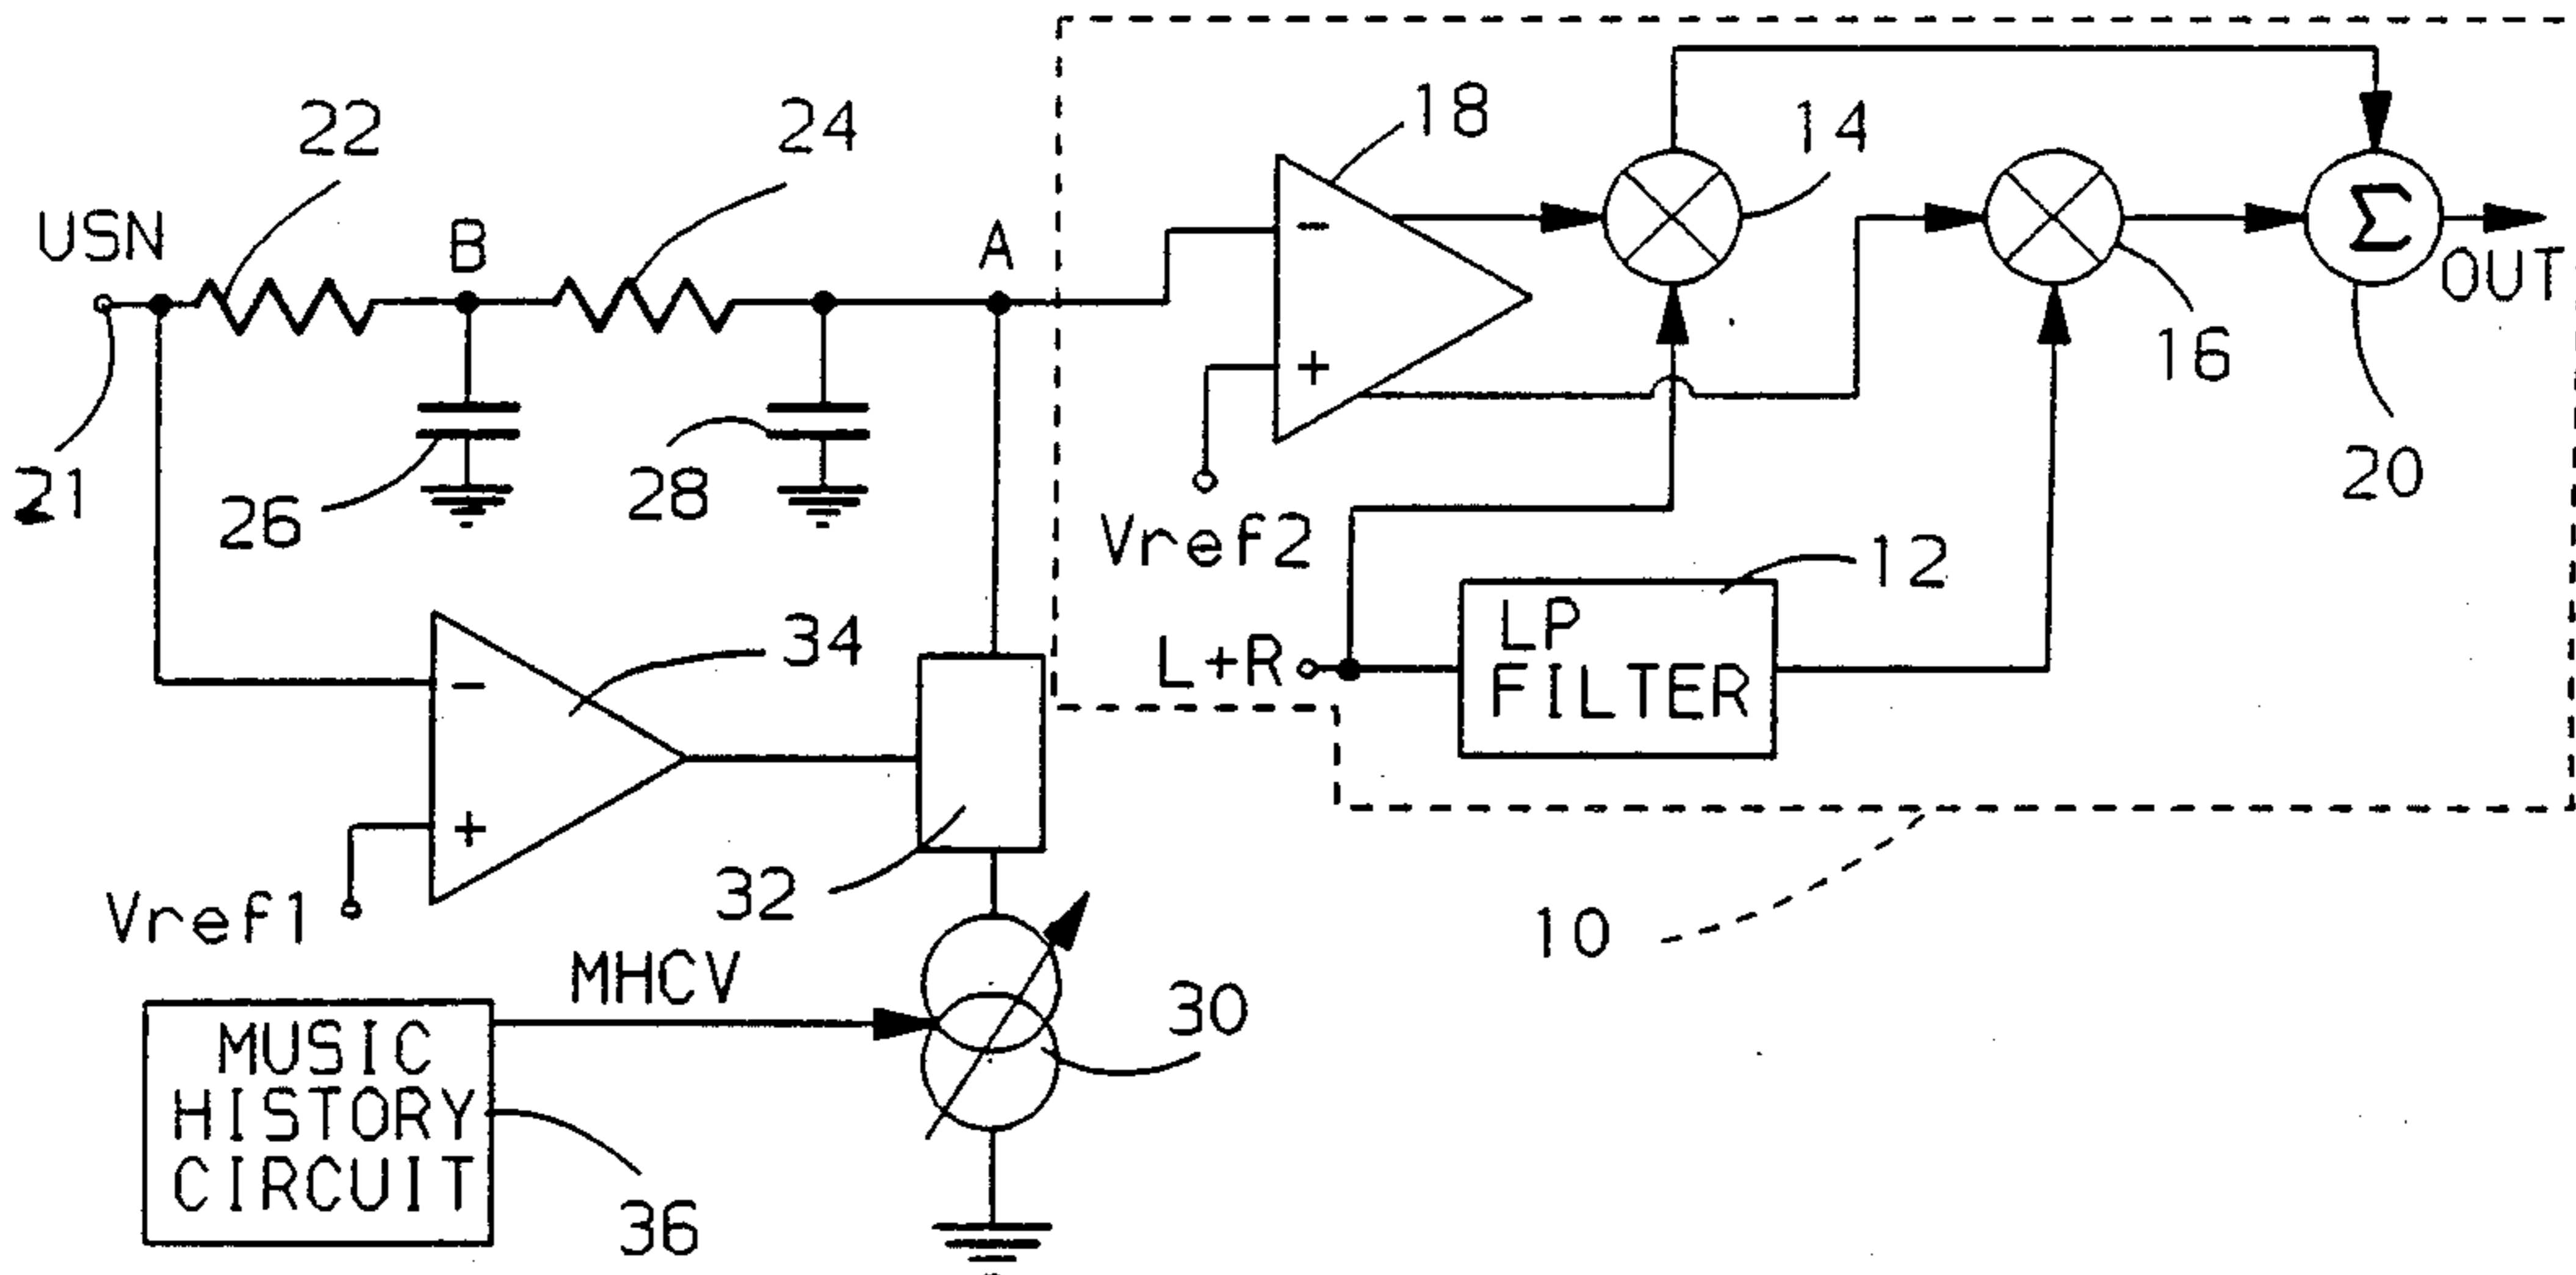 22
24
18
14
USN
B
A
-
Σ
OUT
16
+
21
26
28
Vref2
20
12
34
L+R
LP
FILTER
-
+
Vref1
32
10
MHCV
30
MUSIC
HISTORY
CIRCUIT
36